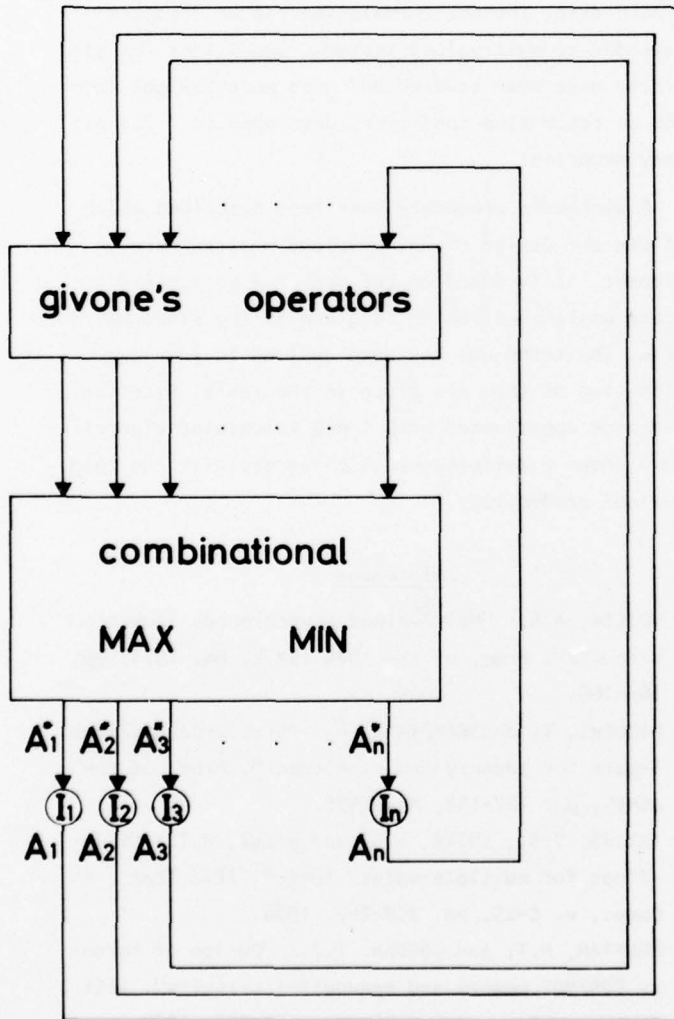 givone's operators
combinational
MAX MIN
A₁* A₂* A₃* . . . Aₙ*
I₁ I₂ I₃ Iₙ
A₁ A₂ A₃ Aₙ